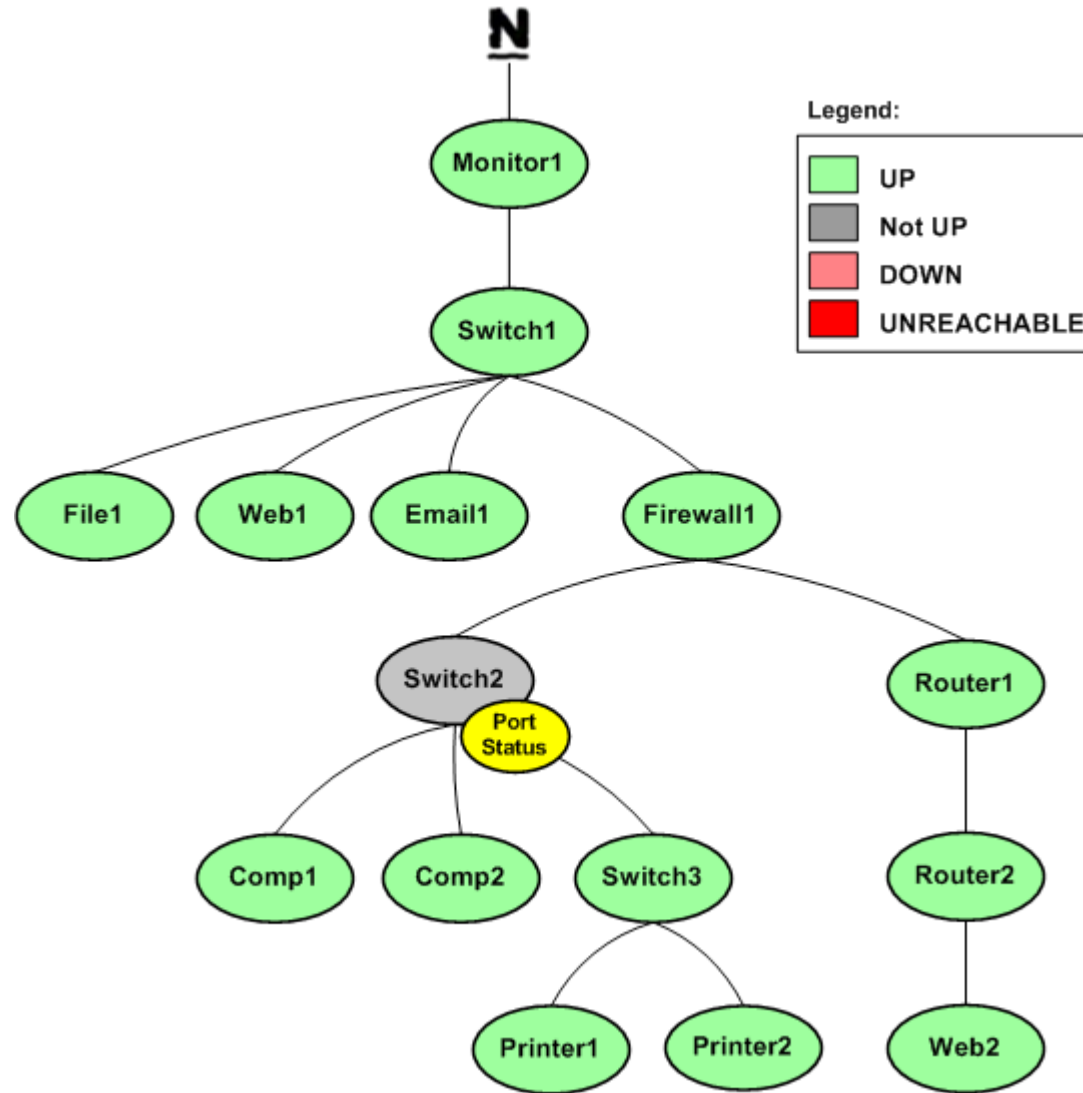 N
Legend:
Monitor1
UP
Not UP
DOWN
UNREACHABLE
Switch1
File1
Web1
Email1
Firewall1
Switch2
Port
Status
Router1
Comp1
Comp2
Switch3
Router2
Printer1
Printer2
Web2